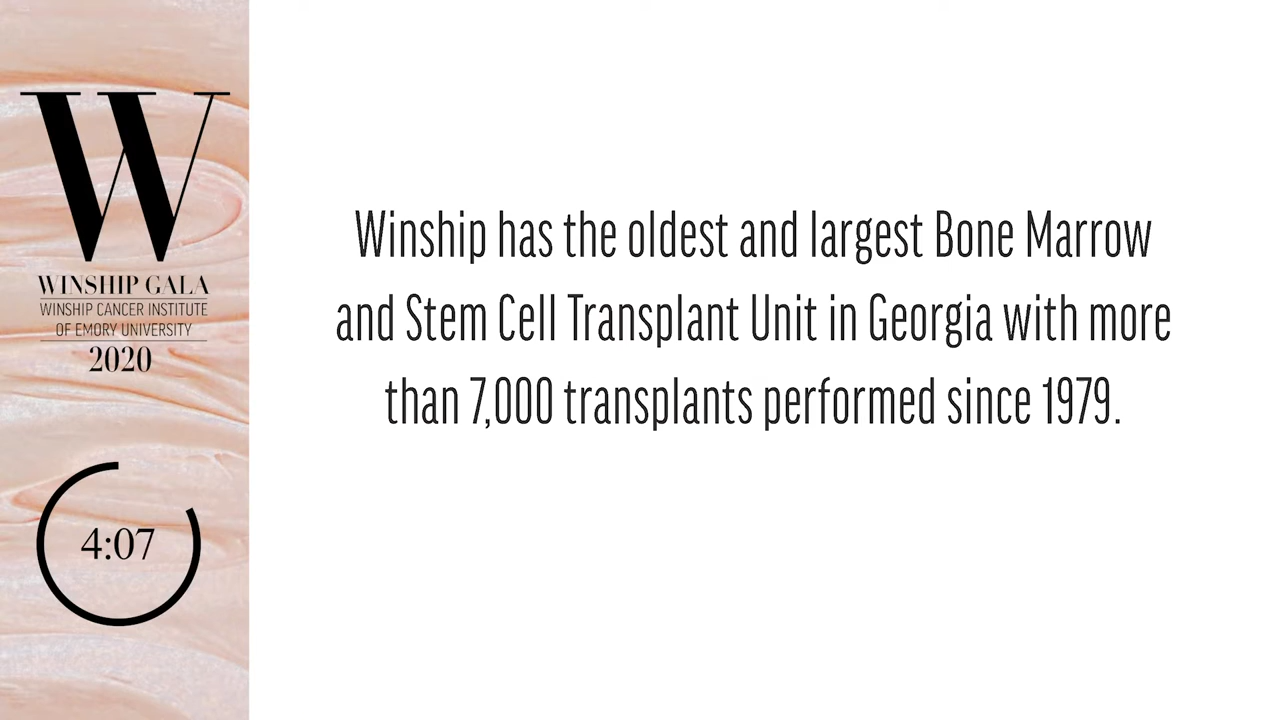 W
WINSHIP GALA
WINSHIP CANCER INSTITUTE
OF EMORY UNIVERSITY
2020
4:07
Winship has the oldest and largest Bone Marrow
and Stem Cell Transplant Unit in Georgia with more
than 7,000 transplants performed since 1979.